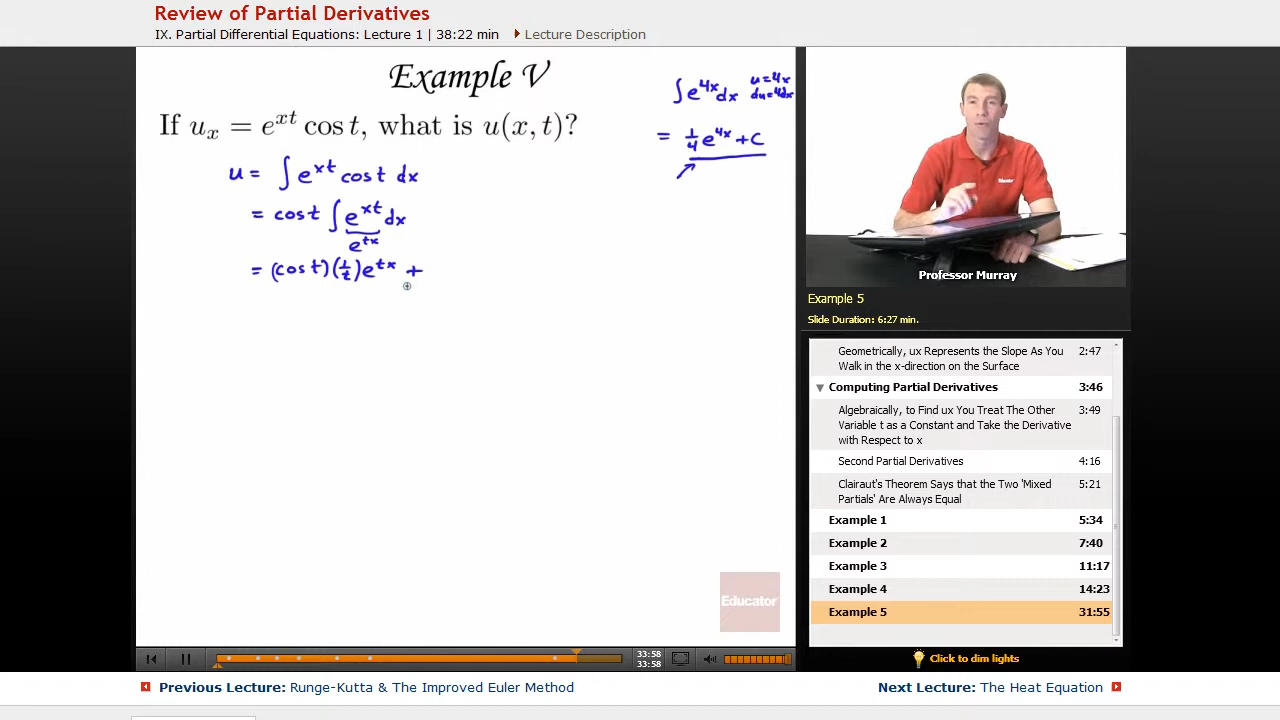 Review of Partial Derivatives
IX. Partial Differential Equations: Lecture 1 | 38:22 min
Lecture Description
Example V
If u_x = e^{xt} cos t, what is u(x, t)?
u = ∫ e^{xt} cos t dx
= cos t ∫ e^{xt} dx
e^{tx}
= (cos t)(1/t)e^{tx} +
∫e^{4x}dx u=4x
du=4dx
= 1/4 e^{4x} + C
Educator
Educator
Professor Murray
Example 5
Slide Duration: 6:27 min.
Geometrically, ux Represents the Slope As You 2:47
Walk in the x-direction on the Surface
Computing Partial Derivatives 3:46
Algebraically, to Find ux You Treat The Other 3:49
Variable t as a Constant and Take the Derivative
with Respect to x
Second Partial Derivatives 4:16
Clairaut's Theorem Says that the Two 'Mixed 5:21
Partials' Are Always Equal
Example 1 5:34
Example 2 7:40
Example 3 11:17
Example 4 14:23
Example 5 31:55
33:58
33:58
Click to dim lights
Previous Lecture: Runge-Kutta & The Improved Euler Method
Next Lecture: The Heat Equation